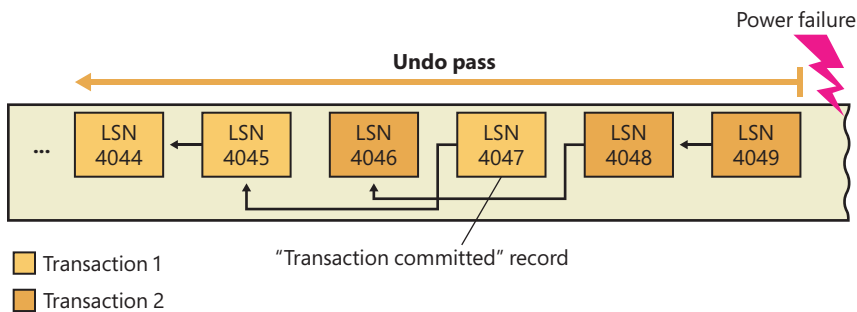 Power failure
Undo pass
...
LSN
4044
LSN
4045
LSN
4046
LSN
4047
LSN
4048
LSN
4049
“Transaction committed” record
Transaction 1
Transaction 2